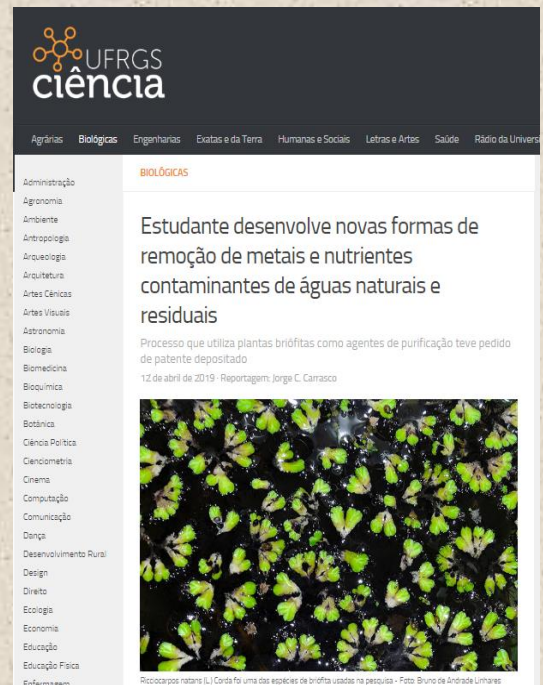 UFRGS
ciência
Agrárias Biológicas Engenharias Exatas e da Terra Humanas e Sociais Letras e Artes Saúde Rádio da Universi
Administração
Agronomia
Ambiente
Antropologia
Arqueologia
Arquitetura
Artes Cênicas
Artes Visuais
Astronomia
Biologia
Biomedicina
Bioquímica
Biotecnologia
Botânica
Ciência Política
Cienciometria
Cinema
Computação
Comunicação
Dança
Desenvolvimento Rural
Design
Direito
Ecologia
Economia
Educação
Educação Física
Enfermagem
BIOLÓGICAS
Estudante desenvolve novas formas de
remoção de metais e nutrientes
contaminantes de águas naturais e
residuais
Processo que utiliza plantas briófitas como agentes de purificação teve pedido
de patente depositado
12 de abril de 2019 · Reportagem: Jorge C. Carrasco
Ricciocarpos natans (L.) Corda foi uma das espécies de briófita usadas na pesquisa - Foto: Bruno de Andrade Linhares